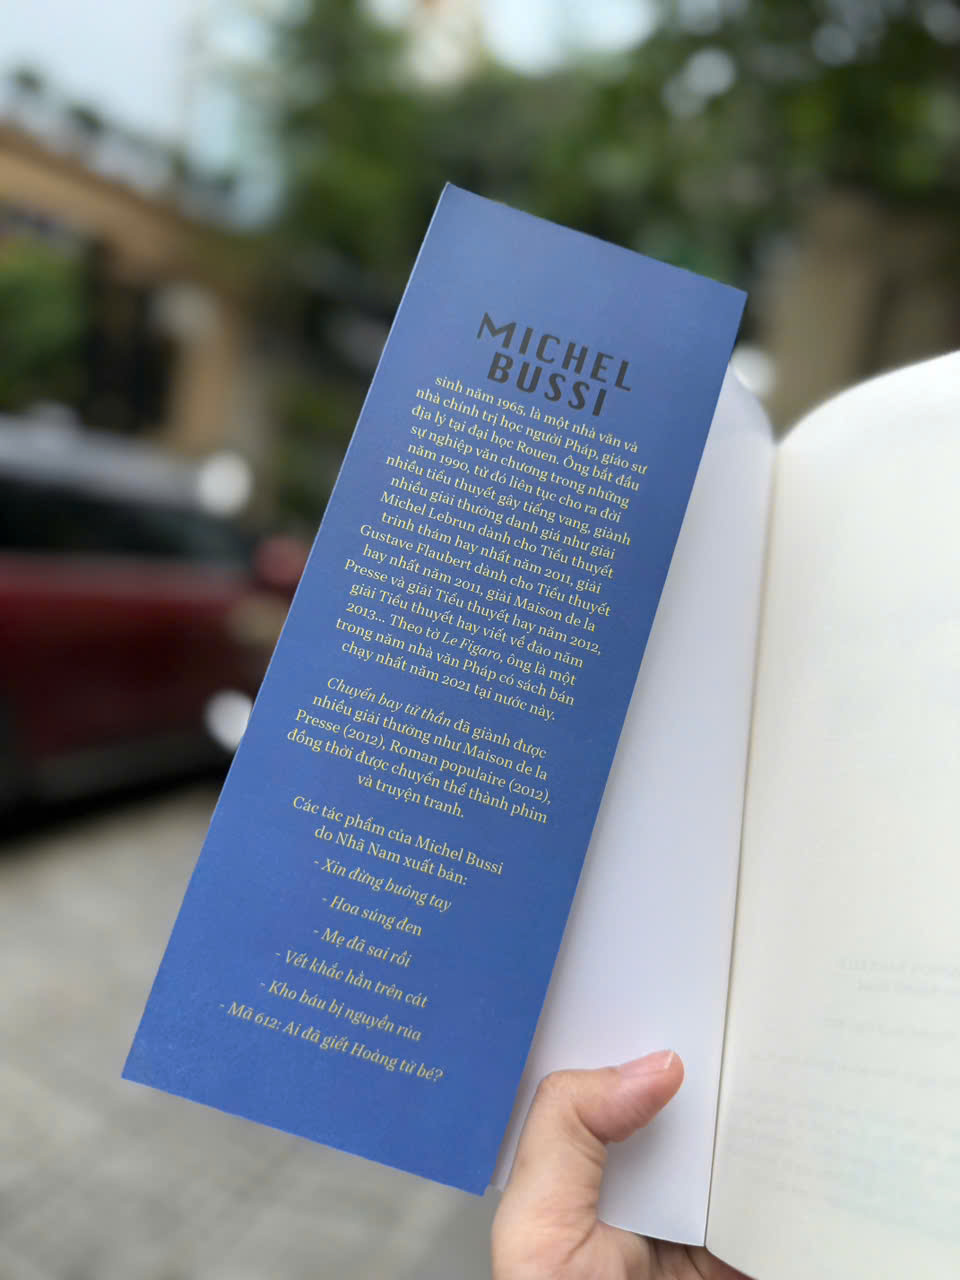 MICHEL
BUSSI
sinh năm 1965, là một nhà văn và
nhà chính trị học người Pháp, giáo sư
địa lý tại đại học Rouen. Ông bắt đầu
sự nghiệp văn chương trong những
năm 1990, từ đó liên tục cho ra đời
nhiều tiểu thuyết gây tiếng vang, giành
nhiều giải thưởng danh giá như giải
Michel Lebrun dành cho Tiểu thuyết
trinh thám hay nhất năm 2011, giải
Gustave Flaubert dành cho Tiểu thuyết
hay nhất năm 2011, giải Maison de la
Presse và giải Tiểu thuyết hay năm 2012,
giải Tiểu thuyết hay viết về đảo năm
2013... Theo tờ Le Figaro, ông là một
trong năm nhà văn Pháp có sách bán
chạy nhất năm 2021 tại nước này.
Chuyến bay tử thần đã giành được
nhiều giải thưởng như Maison de la
Presse (2012), Roman populaire (2012),
đồng thời được chuyển thể thành phim
và truyện tranh.
Các tác phẩm của Michel Bussi
do Nhã Nam xuất bản:
- Xin đừng buông tay
- Hoa súng đen
- Mẹ đã sai rồi
- Vết khắc hằn trên cát
- Kho báu bị nguyền rủa
- Mã 612: Ai đã giết Hoàng tử bé?